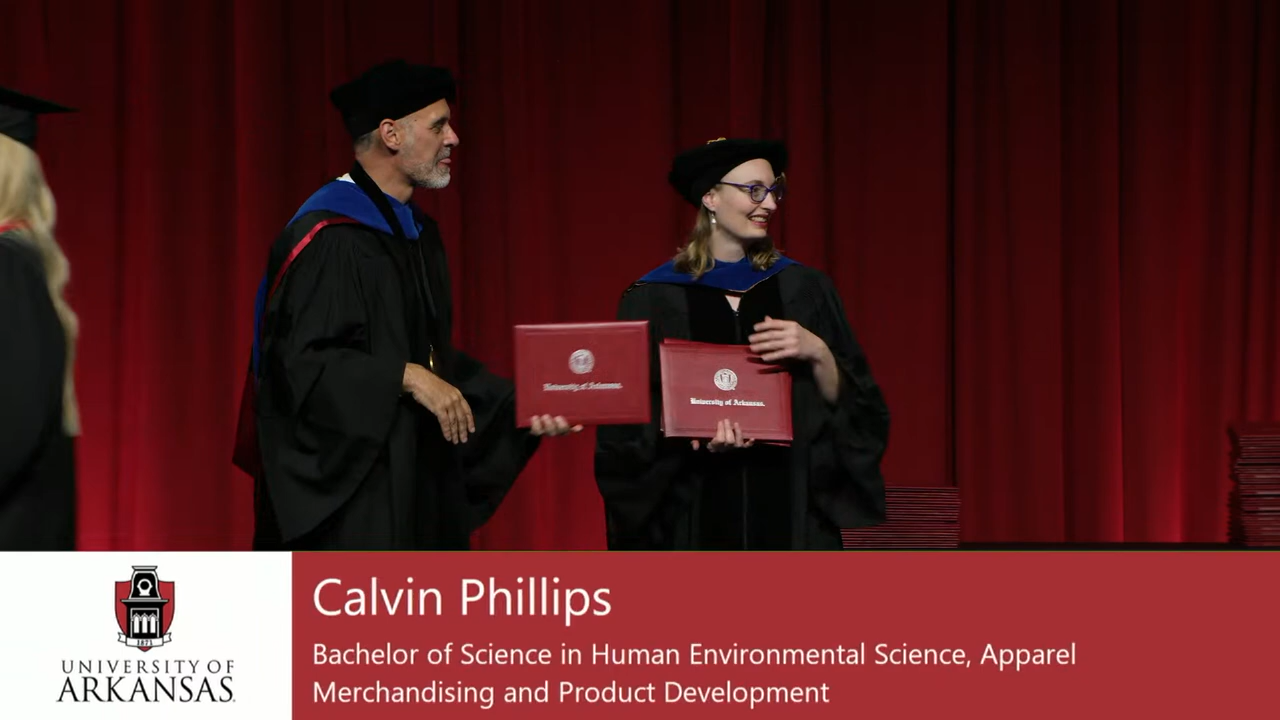 University of Arkansas.
University of Arkansas.
1871
UNIVERSITY OF
ARKANSAS
Calvin Phillips
Bachelor of Science in Human Environmental Science, Apparel
Merchandising and Product Development